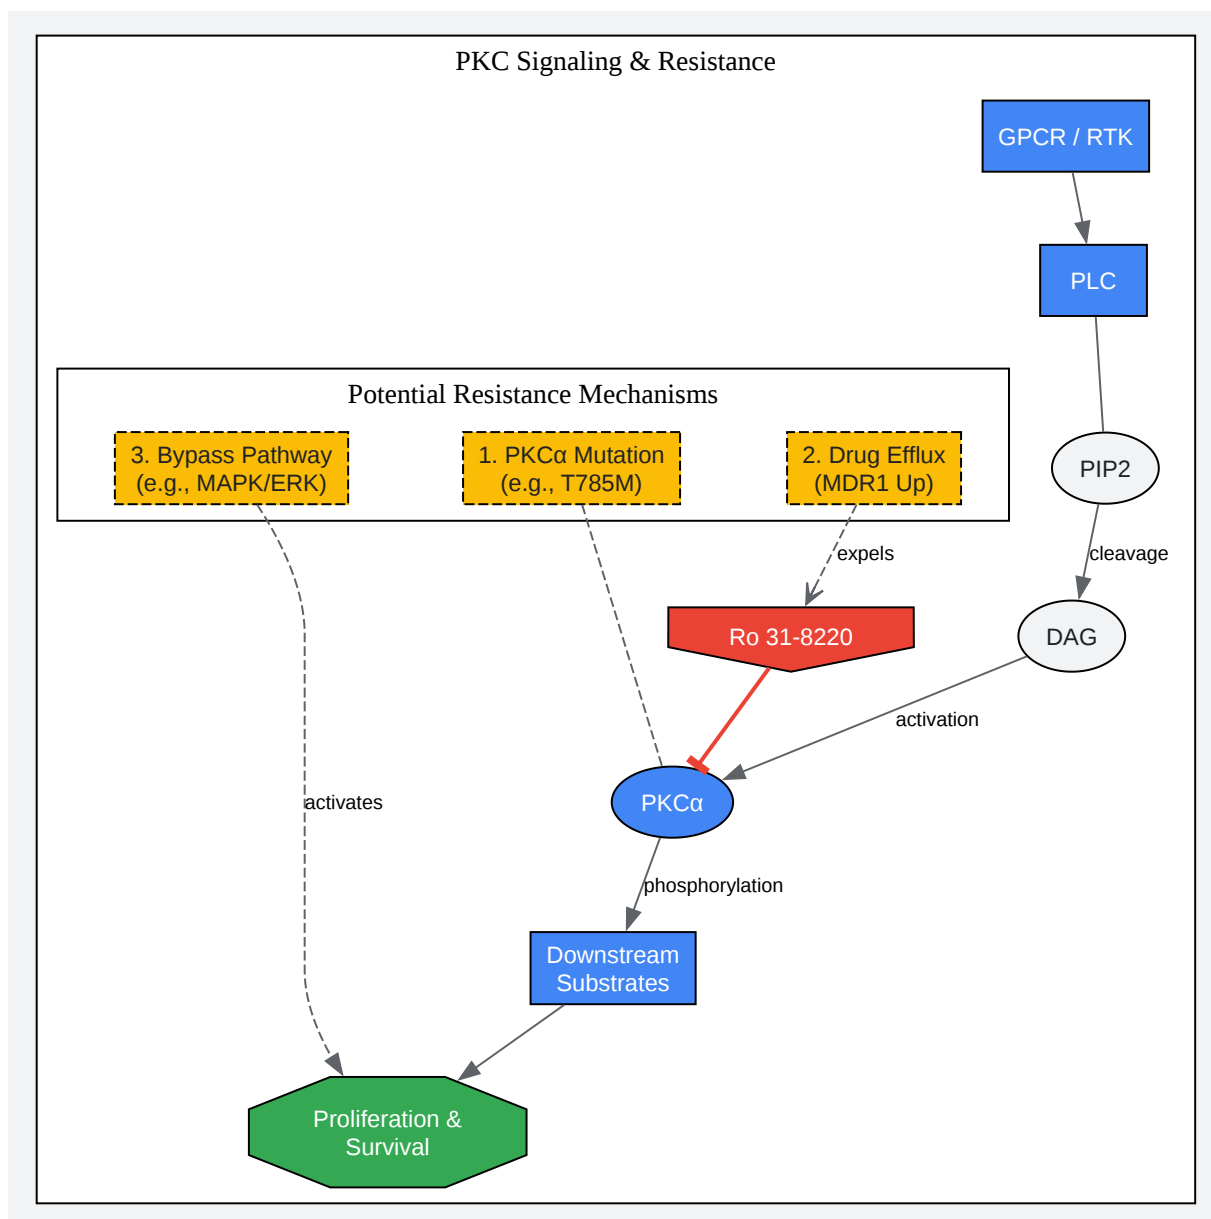 PKC Signaling & Resistance
GPCR / RTK
PLC
Potential Resistance Mechanisms
3. Bypass Pathway
(e.g., MAPK/ERK)
1. PKCα Mutation
(e.g., T785M)
2. Drug Efflux
(MDR1 Up)
PIP2
expels
cleavage
Ro 31-8220
DAG
activation
PKCα
activates
phosphorylation
Downstream
Substrates
Proliferation &
Survival